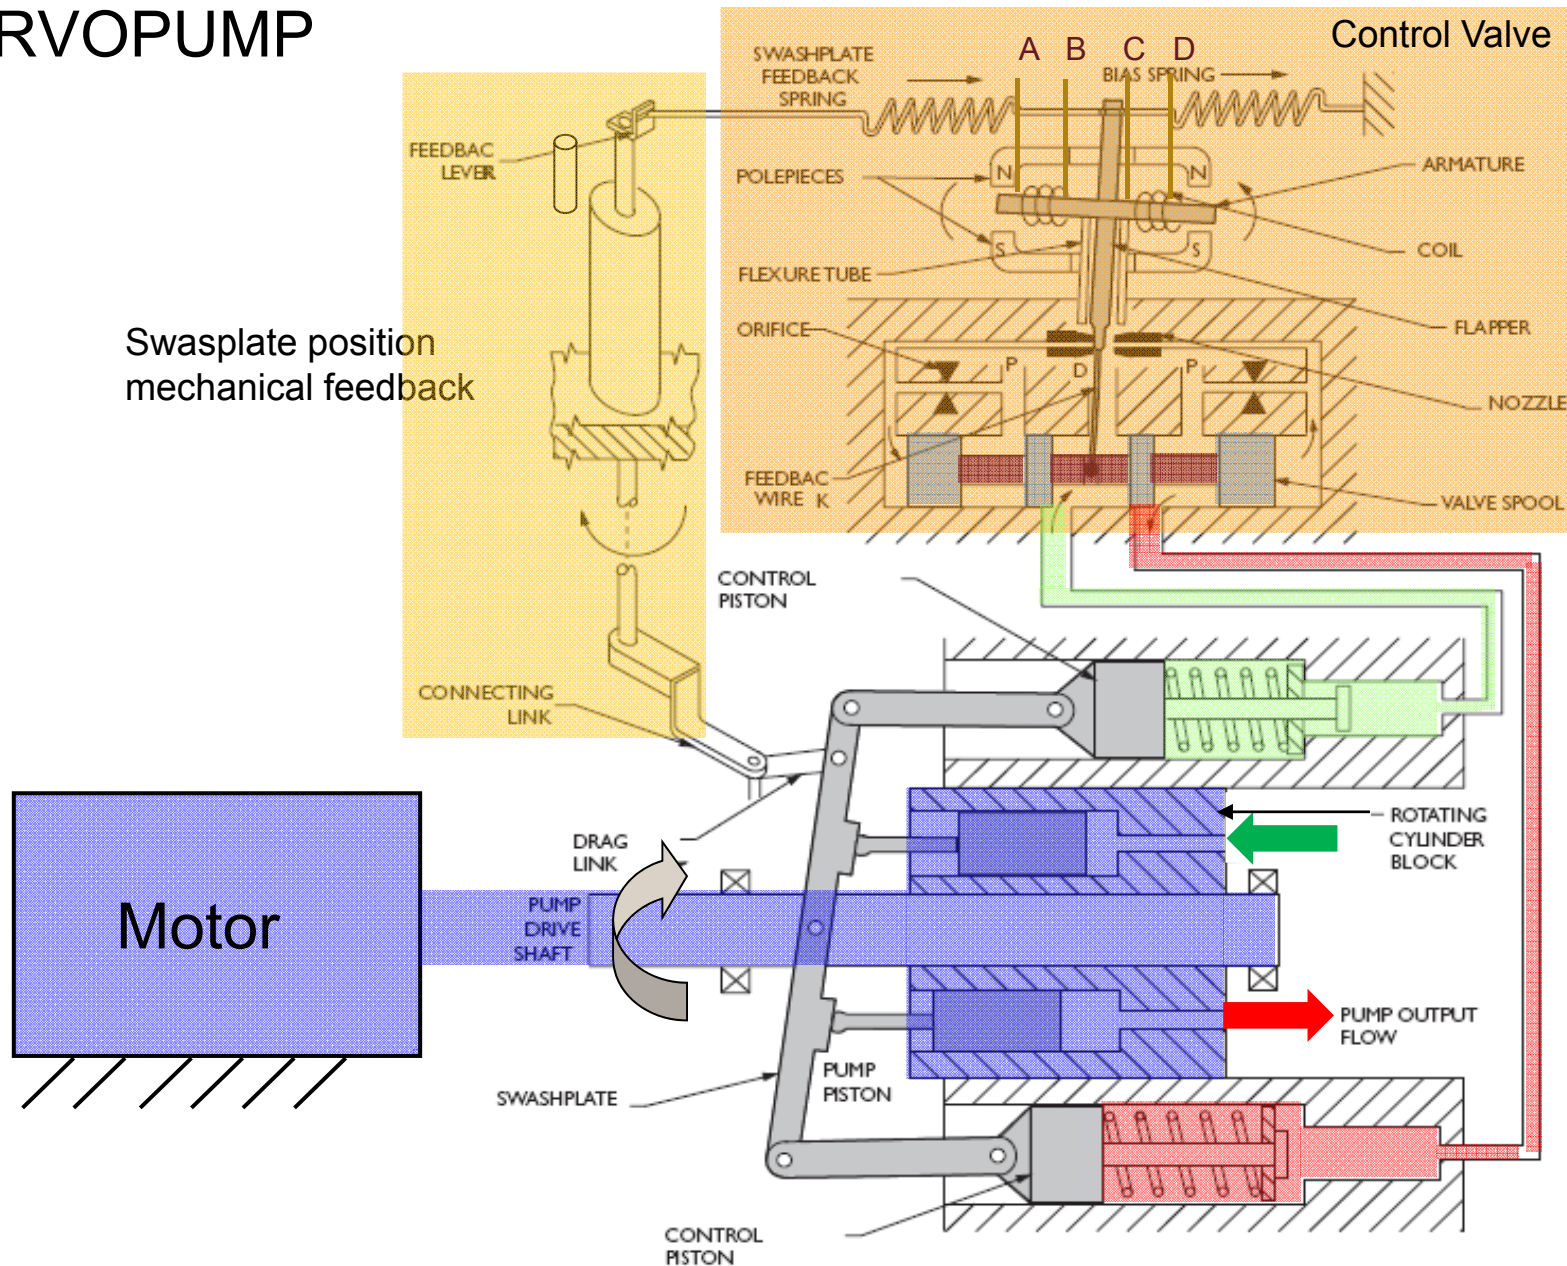 RVOPUMP
Control Valve
A B C D
SWASHPLATE
FEEDBACK
SPRING
BIAS SPRING
FEEDBAC
LEVER
POLEPIECES
N
N
ARMATURE
S
S
COIL
FLEXURE TUBE
ORIFICE
FLAPPER
Swasplate position
mechanical feedback
P
D
P
NOZZLE
FEEDBAC
WIRE K
VALVE SPOOL
CONTROL
PISTON
CONNECTING
LINK
DRAG
LINK
ROTATING
CYLINDER
BLOCK
Motor
PUMP
DRIVE
SHAFT
PUMP OUTPUT
FLOW
PUMP
PISTON
SWASHPLATE
CONTROL
PISTON